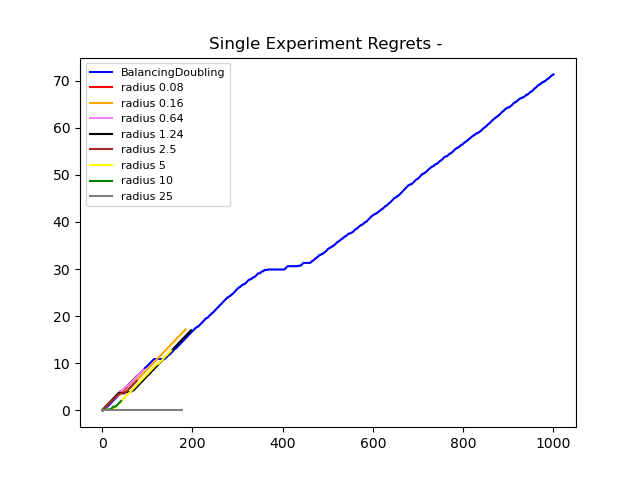 Single Experiment Regrets -
BalancingDoubling
radius 0.08
radius 0.16
radius 0.64
radius 1.24
radius 2.5
radius 5
radius 10
radius 25
70
60
50
40
30
20
10
0
0 200 400 600 800 1000